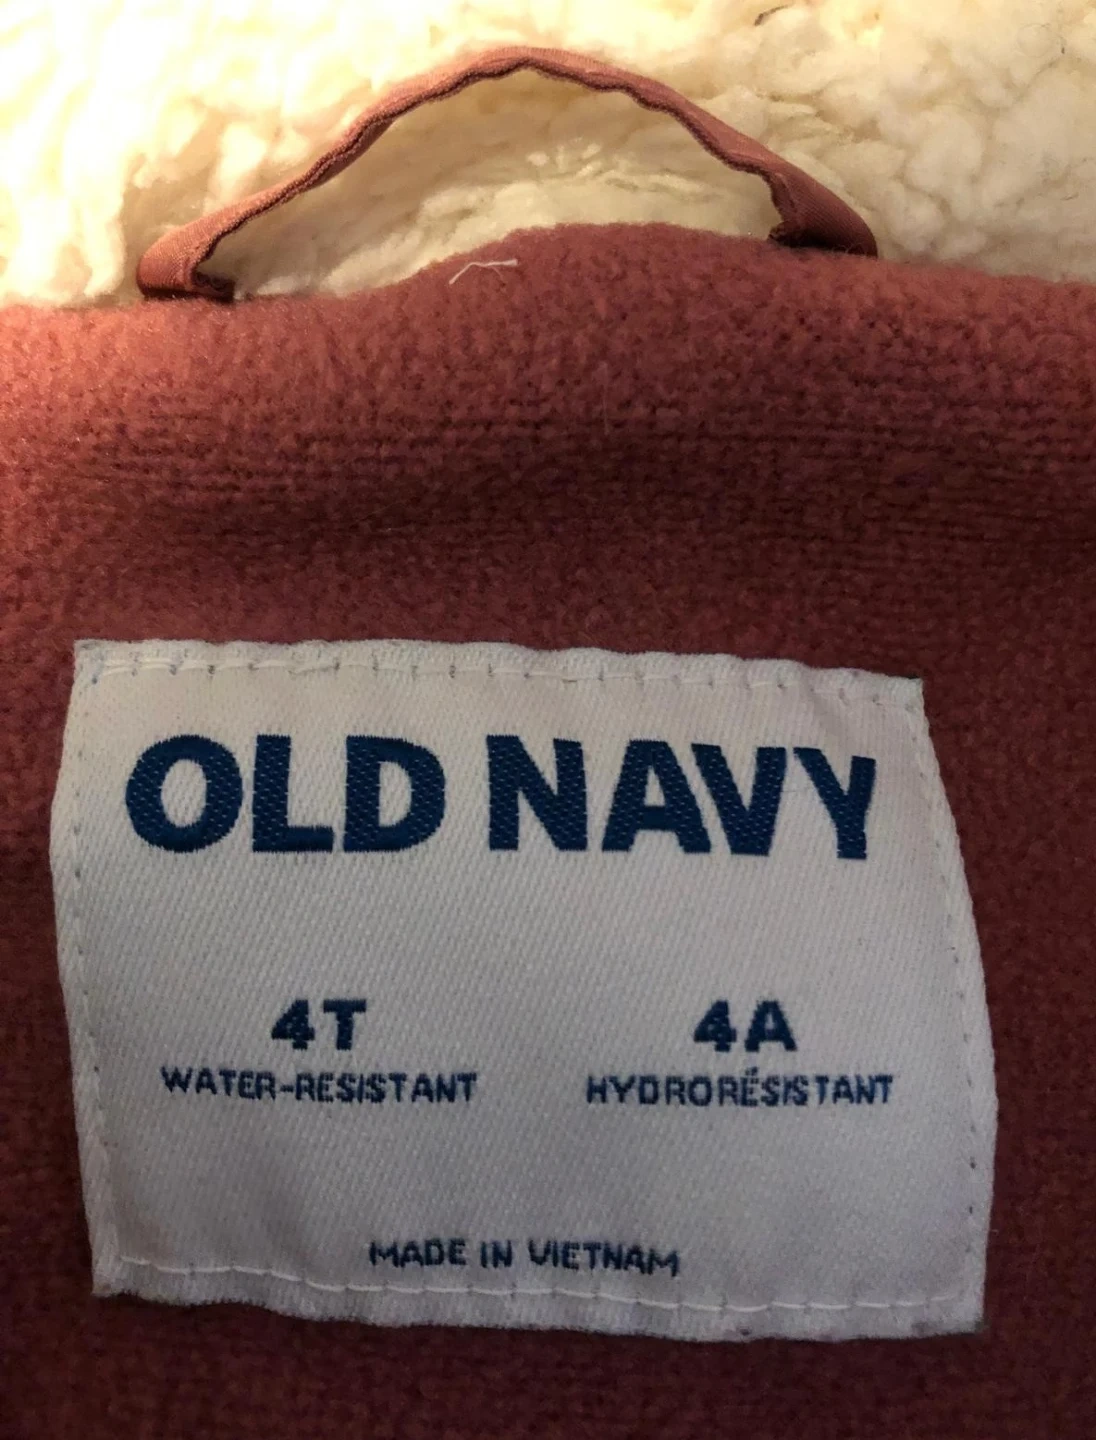 OLD NAVY
4T 4A
WATER-RESISTANT HYDRORÉSISTANT
MADE IN VIETNAM